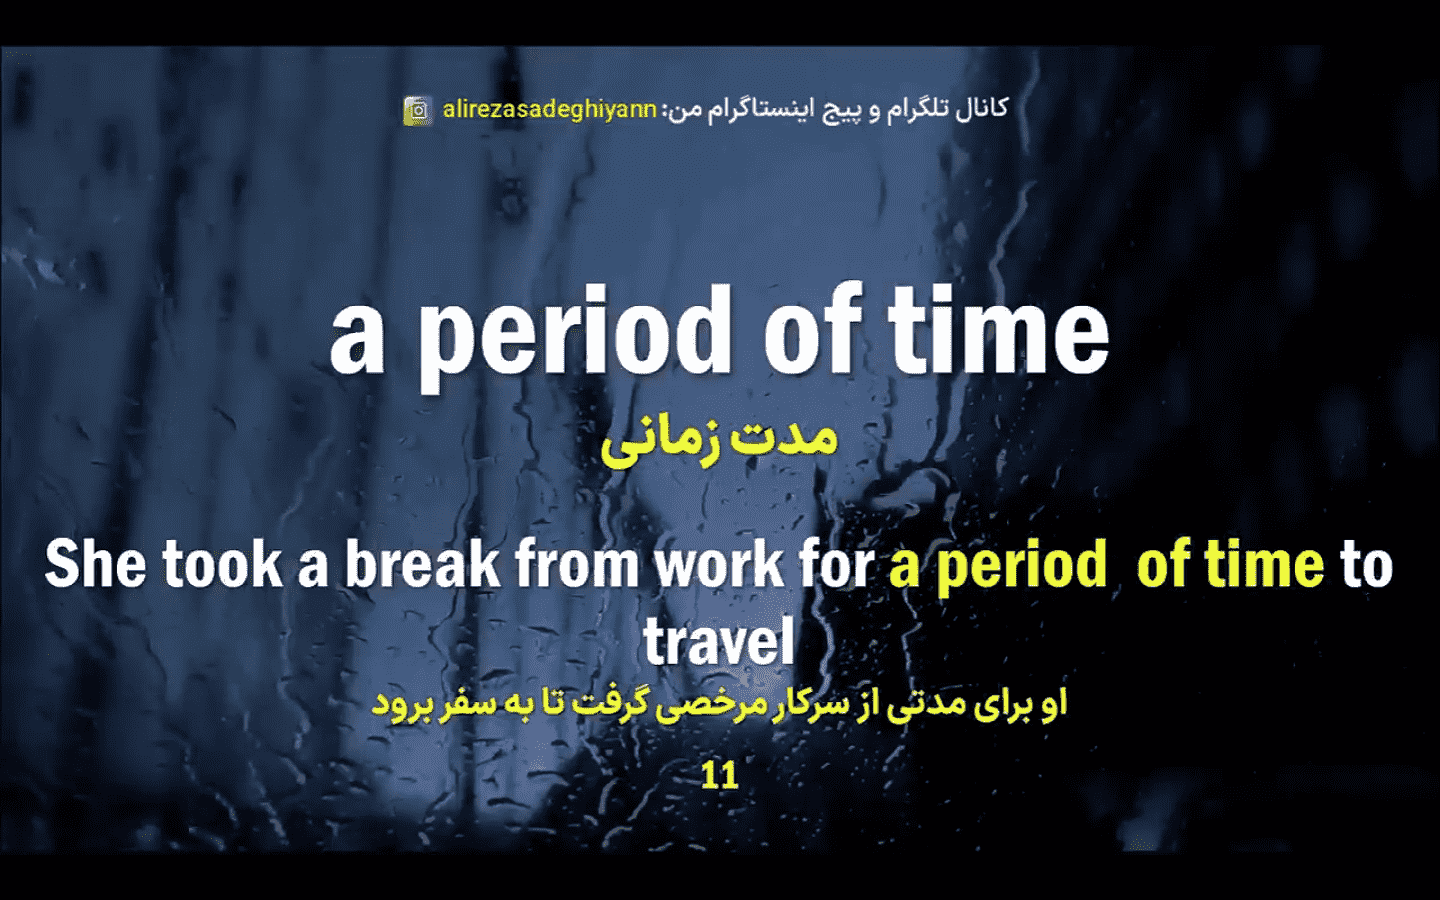 کانال تلگرام و پیج اینستاگرام من: alirezasadeghiyann
a period of time
مدت زمانی
She took a break from work for a period of time to
travel
او برای مدتی از سرکار مرخصی گرفت تا به سفر برود
11